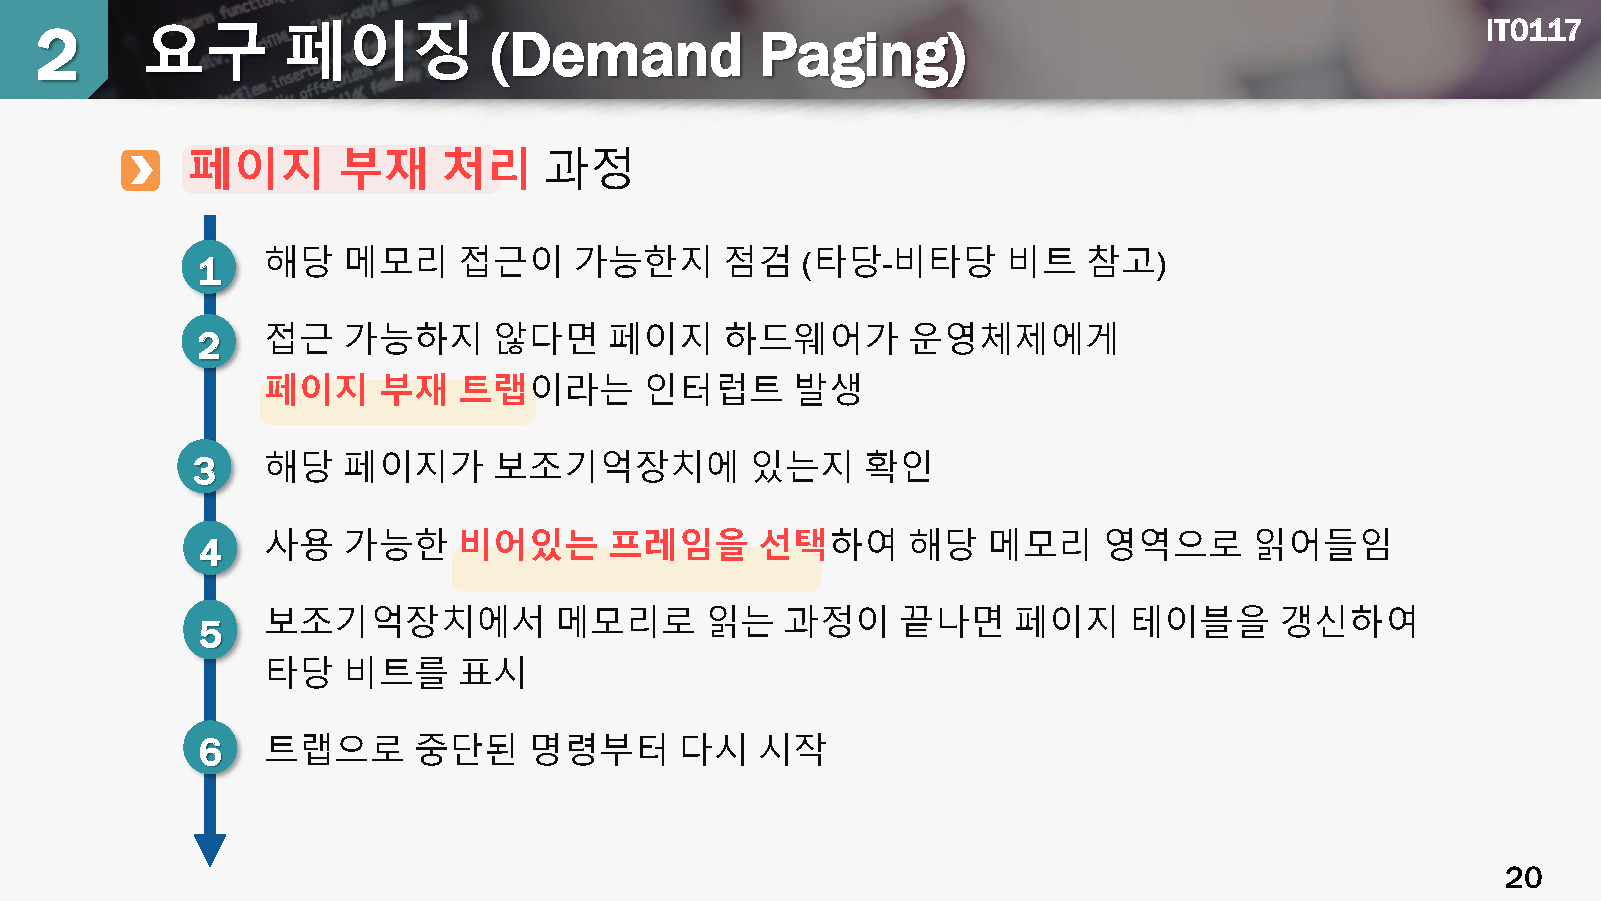 2 요구 페이징 (Demand Paging)
IT0117
페이지 부재 처리 과정
1 해당 메모리 접근이 가능한지 점검 (타당-비타당 비트 참고)
2 접근 가능하지 않다면 페이지 하드웨어가 운영체제에게
페이지 부재 트랩이라는 인터럽트 발생
3 해당 페이지가 보조기억장치에 있는지 확인
4 사용 가능한 비어있는 프레임을 선택하여 해당 메모리 영역으로 읽어들임
5 보조기억장치에서 메모리로 읽는 과정이 끝나면 페이지 테이블을 갱신하여
타당 비트를 표시
6 트랩으로 중단된 명령부터 다시 시작
20